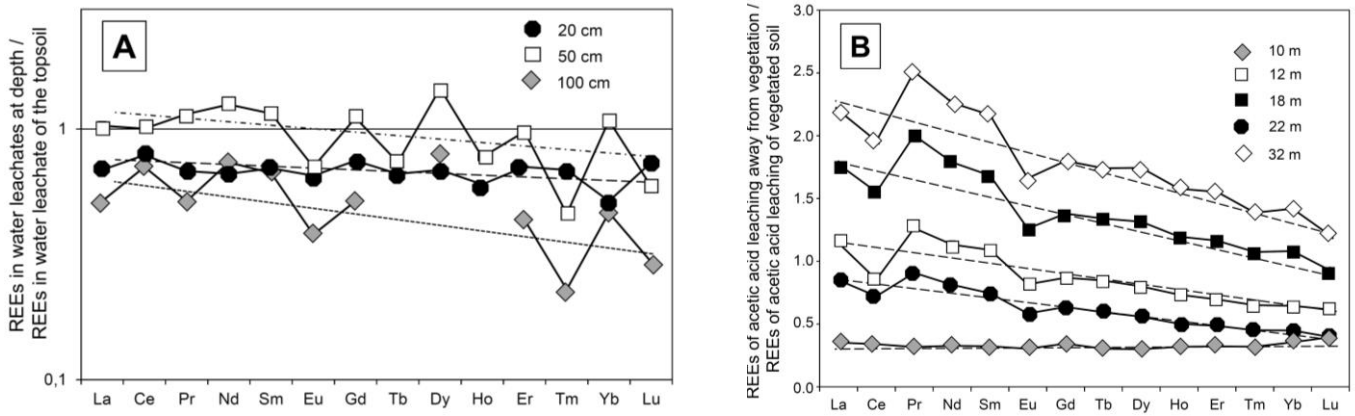 REEs in water leachates at depth /
REEs in water leachate of the topsoil
A
20 cm
50 cm
100 cm
1
0,1
La Ce Pr Nd Sm Eu Gd Tb Dy Ho Er Tm Yb Lu
REEs of acetic acid leaching away from vegetation /
REEs of acetic acid leaching of vegetated soil
B
10 m
12 m
18 m
22 m
32 m
3.0
2.5
2.0
1.5
1.0
0.5
0.0
La Ce Pr Nd Sm Eu Gd Tb Dy Ho Er Tm Yb Lu